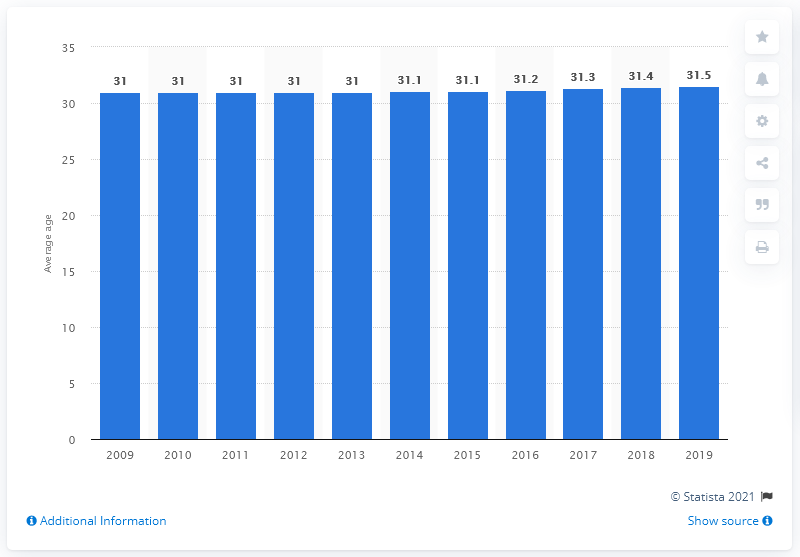 35
30
25
20
15
10
5
0
Average age
31 31 31 31 31 31.1 31.1 31.2 31.3 31.4 31.5
2009 2010 2011 2012 2013 2014 2015 2016 2017 2018 2019
© Statista 2021
Additional Information
Show source